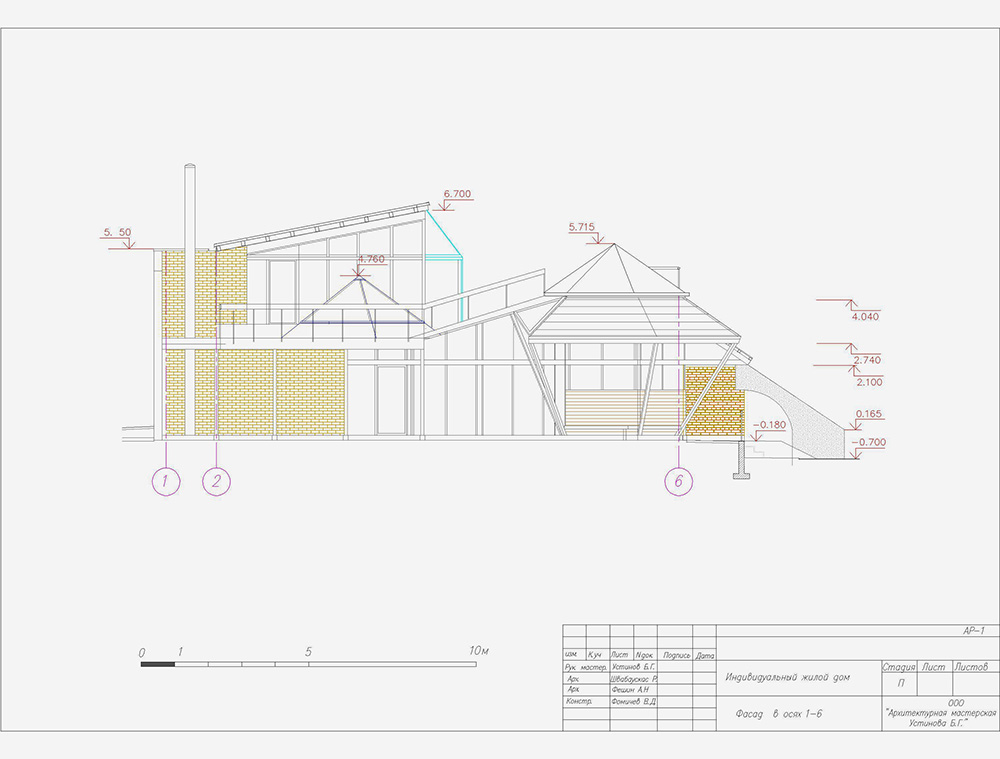 6.700
5.715
5. 50
4.760
4.040
2.740
2.100
0.165
-0.180
-0.700
1
2
6
0 1 5 10м
АР-1
изм. К.уч Лист N док. Подпись Дата
Рук. мастер. Устинов Б.Г.
Арх. Швабаускас Р.
Арх. Фешин А.Н
Констр. Фомичев В.Д.
Индивидуальный жилой дом
Стадия Лист Листов
П
Фасад в осях 1-6
ООО
"Архитектурная мастерская
Устинова Б.Г."